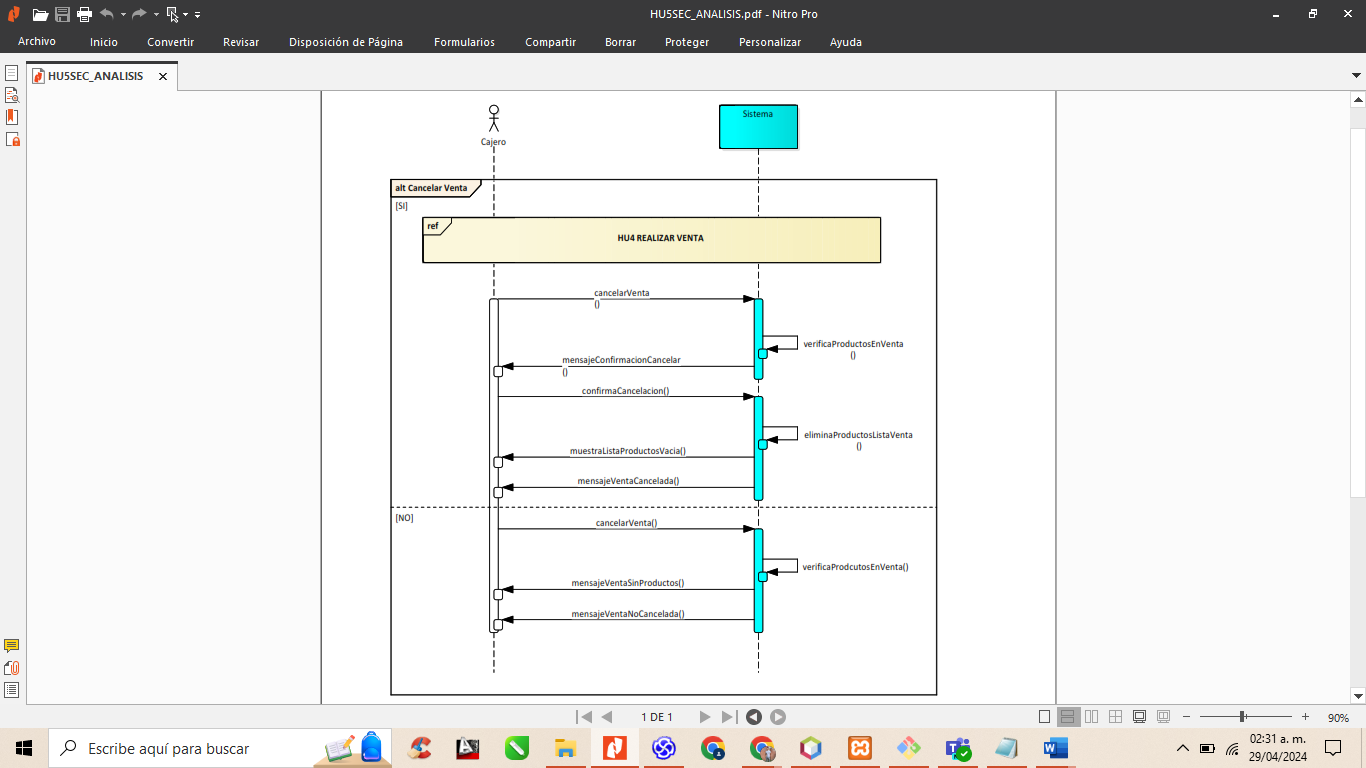 HU5SEC_ANALISIS.pdf - Nitro Pro
Archivo Inicio Convertir Revisar Disposición de Página Formularios Compartir Borrar Proteger Personalizar Ayuda
HU5SEC_ANALISIS
Cajero
Sistema
alt Cancelar Venta
[SI]
ref
HU4 REALIZAR VENTA
cancelarVenta
()
verificaProductosEnVenta
()
mensajeConfirmacionCancelar
()
confirmaCancelacion()
eliminaProductosListaVenta
()
muestraListaProductosVacia()
mensajeVentaCancelada()
[NO]
cancelarVenta()
verificaProdcutosEnVenta()
mensajeVentaSinProductos()
mensajeVentaNoCancelada()
1 DE 1
90%
Escribe aquí para buscar
02:31 a. m.
29/04/2024